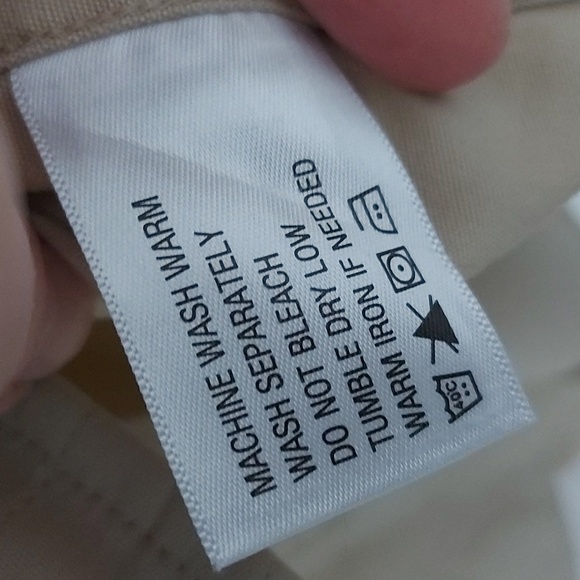 MACHINE WASH WARM
WASH SEPARATELY
DO NOT BLEACH
TUMBLE DRY LOW
WARM IRON IF NEEDED
40C